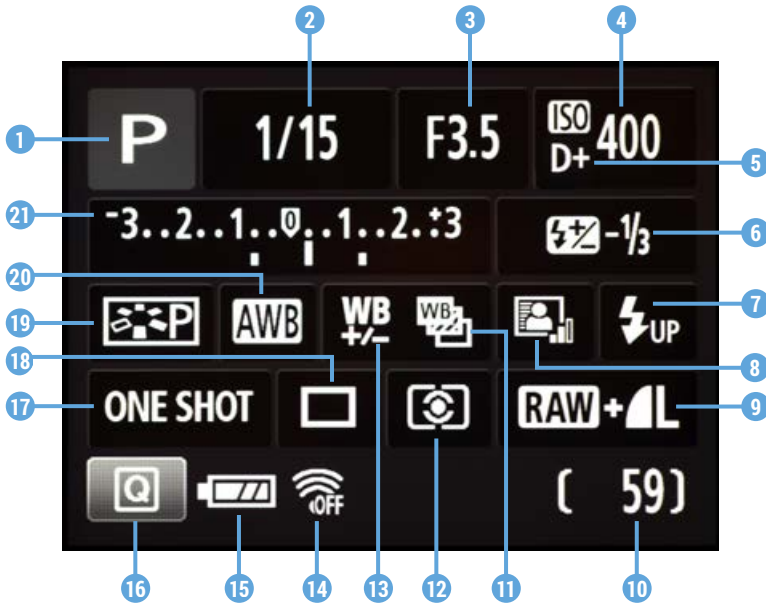 2 3 4
1 P 1/15 F3.5 ISO 400
D+ 5
21 -3..2..1..0..1..2.:+3 -1/3 6
20
19 P AWB WB +/- WB UP 7
18 11 8
17 ONE SHOT RAW+L 9
Q OFF ( 59)
16 15 14 13 12 11 10